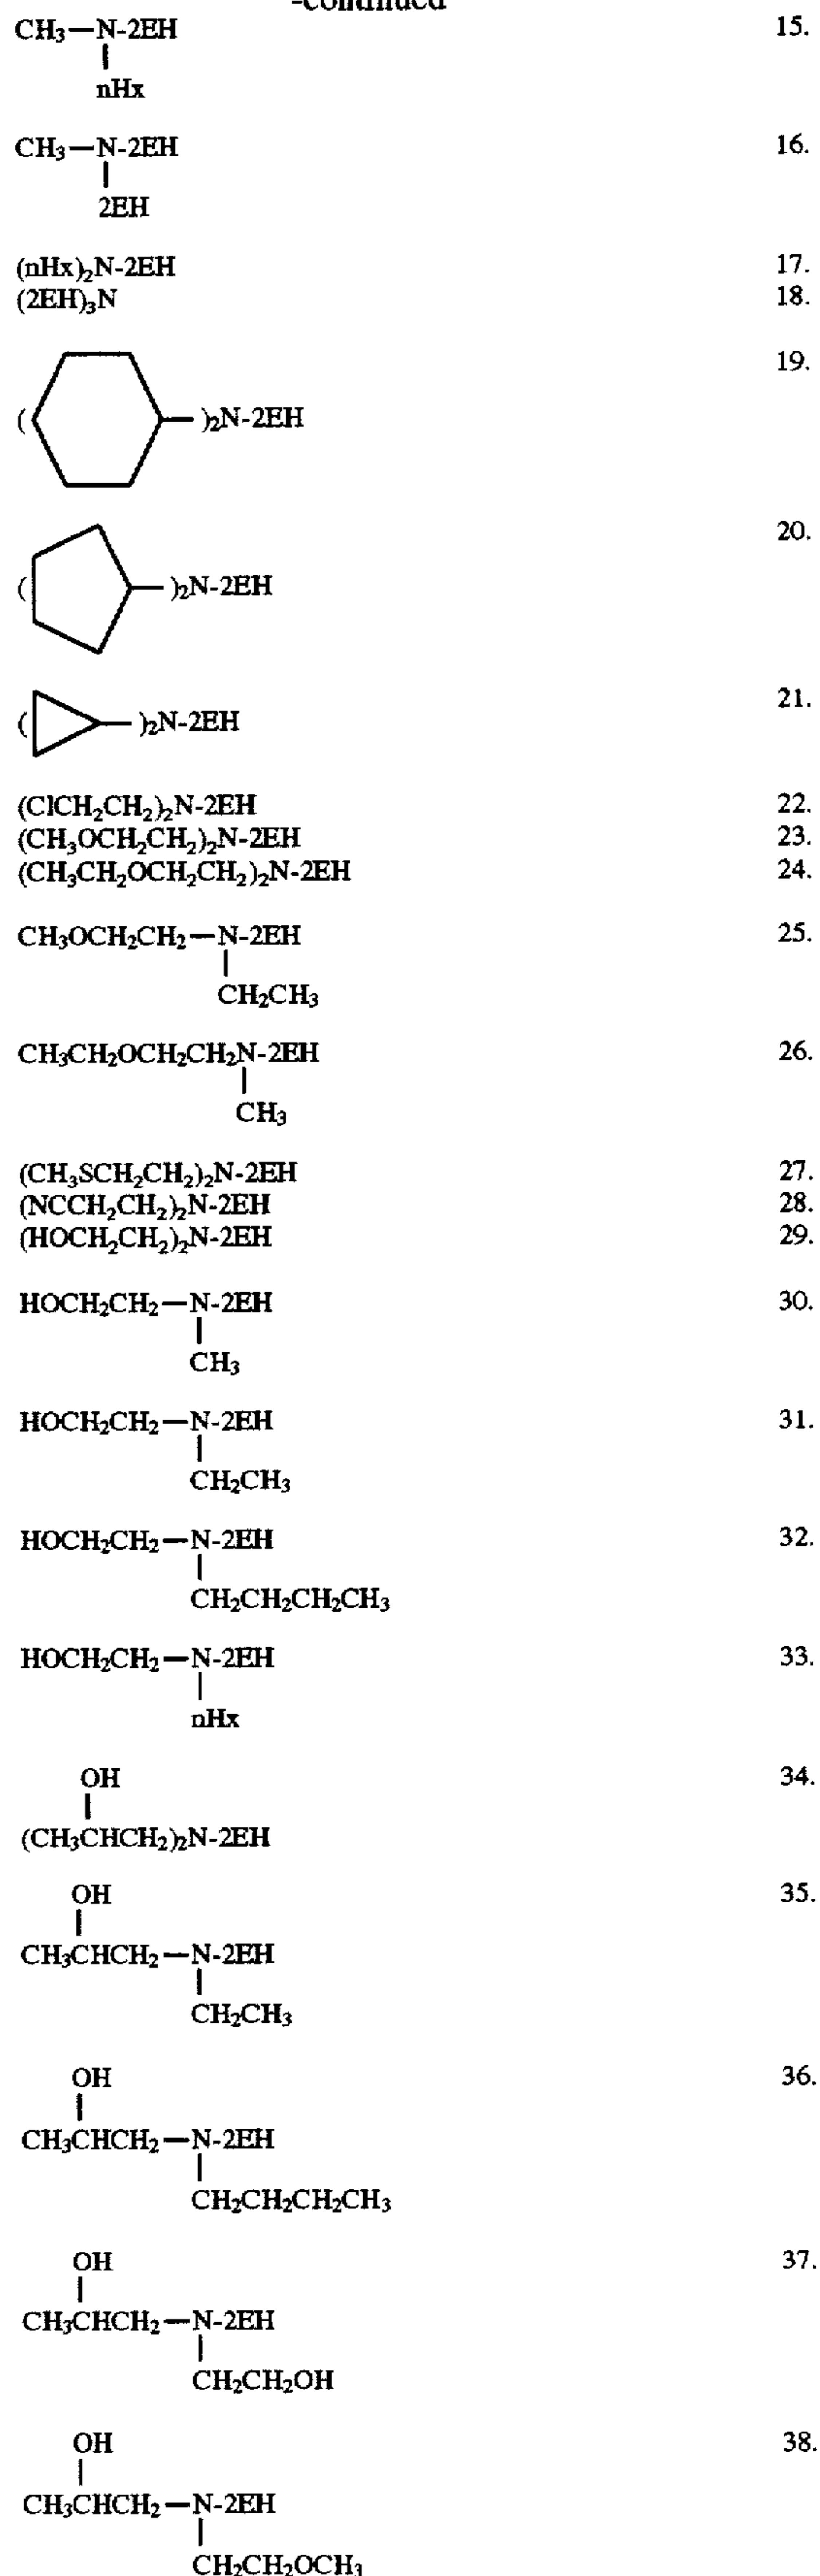 -continued
CH₃—N-2EH 15.
nHx
CH₃—N-2EH 16.
2EH
(nHx)₂N-2EH 17.
(2EH)₃N 18.
19.
( )₂N-2EH
20.
( )₂N-2EH
21.
( )₂N-2EH
(ClCH₂CH₂)₂N-2EH 22.
(CH₃OCH₂CH₂)₂N-2EH 23.
(CH₃CH₂OCH₂CH₂)₂N-2EH 24.
CH₃OCH₂CH₂—N-2EH 25.
CH₂CH₃
CH₃CH₂OCH₂CH₂N-2EH 26.
CH₃
(CH₃SCH₂CH₂)₂N-2EH 27.
(NCCH₂CH₂)₂N-2EH 28.
(HOCH₂CH₂)₂N-2EH 29.
HOCH₂CH₂—N-2EH 30.
CH₃
HOCH₂CH₂—N-2EH 31.
CH₂CH₃
HOCH₂CH₂—N-2EH 32.
CH₂CH₂CH₂CH₃
HOCH₂CH₂—N-2EH 33.
nHx
OH 34.
(CH₃CHCH₂)₂N-2EH
OH 35.
CH₃CHCH₂—N-2EH
CH₂CH₃
OH 36.
CH₃CHCH₂—N-2EH
CH₂CH₂CH₂CH₃
OH 37.
CH₃CHCH₂—N-2EH
CH₂CH₂OH
OH 38.
CH₃CHCH₂—N-2EH
CH₂CH₂OCH₃